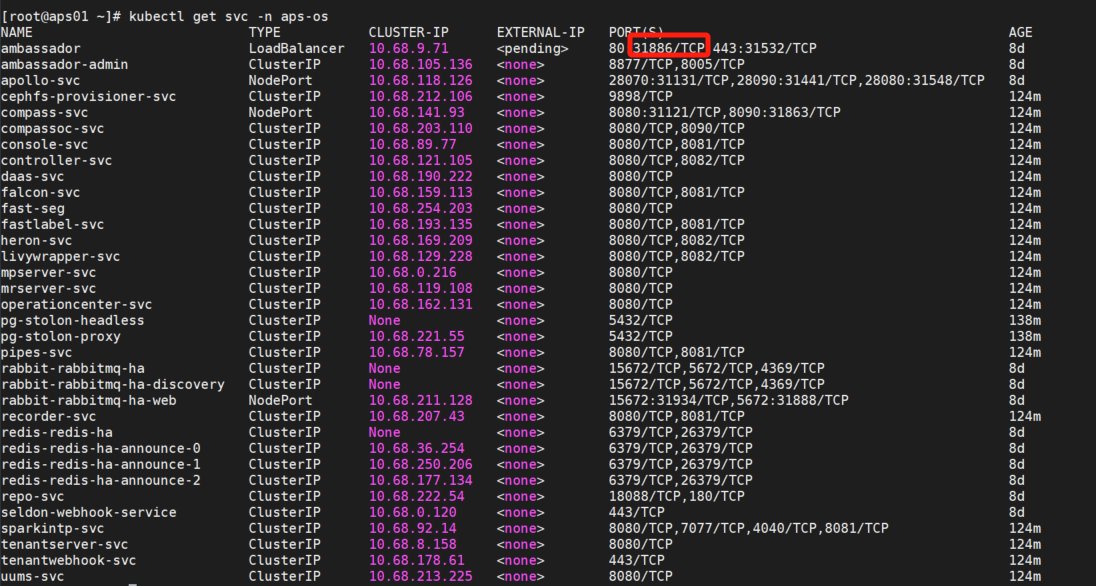 [root@aps01 ~]# kubectl get svc -n aps-os
NAME TYPE CLUSTER-IP EXTERNAL-IP PORT(S) AGE
ambassador LoadBalancer 10.68.9.71 <pending> 80:31886/TCP,443:31532/TCP 8d
ambassador-admin ClusterIP 10.68.105.136 <none> 8877/TCP,8005/TCP 8d
apollo-svc NodePort 10.68.118.126 <none> 28070:31131/TCP,28090:31441/TCP,28080:31548/TCP 8d
cephfs-provisioner-svc ClusterIP 10.68.212.106 <none> 9898/TCP 124m
compass-svc NodePort 10.68.141.93 <none> 8080:31121/TCP,8090:31863/TCP 124m
compassoc-svc ClusterIP 10.68.203.110 <none> 8080/TCP,8090/TCP 124m
console-svc ClusterIP 10.68.89.77 <none> 8080/TCP,8081/TCP 124m
controller-svc ClusterIP 10.68.121.105 <none> 8080/TCP,8082/TCP 124m
daas-svc ClusterIP 10.68.190.222 <none> 8080/TCP 124m
falcon-svc ClusterIP 10.68.159.113 <none> 8080/TCP,8081/TCP 124m
fast-seg ClusterIP 10.68.254.203 <none> 8080/TCP 124m
fastlabel-svc ClusterIP 10.68.193.135 <none> 8080/TCP,8081/TCP 124m
heron-svc ClusterIP 10.68.169.209 <none> 8080/TCP,8082/TCP 124m
livywrapper-svc ClusterIP 10.68.129.228 <none> 8080/TCP,8082/TCP 124m
mpserver-svc ClusterIP 10.68.0.216 <none> 8080/TCP 124m
mrserver-svc ClusterIP 10.68.119.108 <none> 8080/TCP 124m
operationcenter-svc ClusterIP 10.68.162.131 <none> 8080/TCP 124m
pg-stolon-headless ClusterIP None <none> 5432/TCP 138m
pg-stolon-proxy ClusterIP 10.68.221.55 <none> 5432/TCP 138m
pipes-svc ClusterIP 10.68.78.157 <none> 8080/TCP,8081/TCP 124m
rabbit-rabbitmq-ha ClusterIP None <none> 15672/TCP,5672/TCP,4369/TCP 8d
rabbit-rabbitmq-ha-discovery ClusterIP None <none> 15672/TCP,5672/TCP,4369/TCP 8d
rabbit-rabbitmq-ha-web NodePort 10.68.211.128 <none> 15672:31934/TCP,5672:31888/TCP 8d
recorder-svc ClusterIP 10.68.207.43 <none> 8080/TCP,8081/TCP 124m
redis-redis-ha ClusterIP None <none> 6379/TCP,26379/TCP 8d
redis-redis-ha-announce-0 ClusterIP 10.68.36.254 <none> 6379/TCP,26379/TCP 8d
redis-redis-ha-announce-1 ClusterIP 10.68.250.206 <none> 6379/TCP,26379/TCP 8d
redis-redis-ha-announce-2 ClusterIP 10.68.177.134 <none> 6379/TCP,26379/TCP 8d
repo-svc ClusterIP 10.68.222.54 <none> 18088/TCP,180/TCP 8d
seldon-webhook-service ClusterIP 10.68.0.120 <none> 443/TCP 8d
sparkintp-svc ClusterIP 10.68.92.14 <none> 8080/TCP,7077/TCP,4040/TCP,8081/TCP 124m
tenantserver-svc ClusterIP 10.68.8.158 <none> 8080/TCP 124m
tenantwebhook-svc ClusterIP 10.68.178.61 <none> 443/TCP 124m
uums-svc ClusterIP 10.68.213.225 <none> 8080/TCP 124m